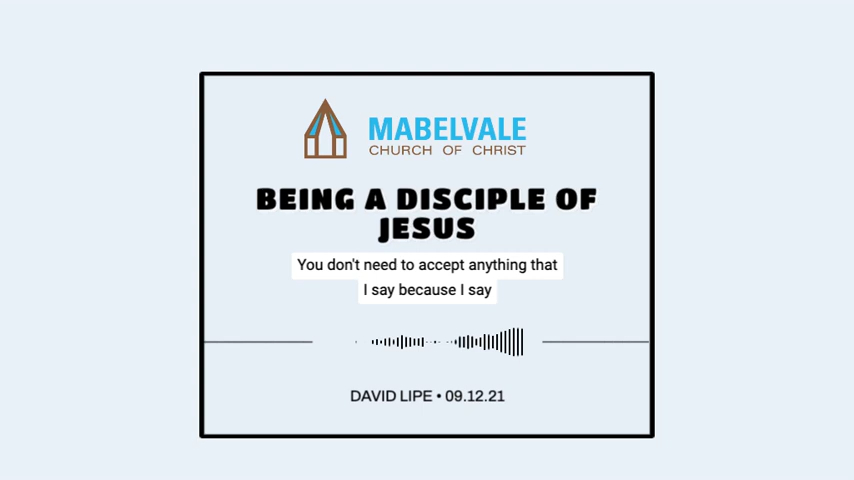 MABELVALE
CHURCH OF CHRIST
BEING A DISCIPLE OF
JESUS
You don't need to accept anything that
I say because I say
DAVID LIPE • 09.12.21